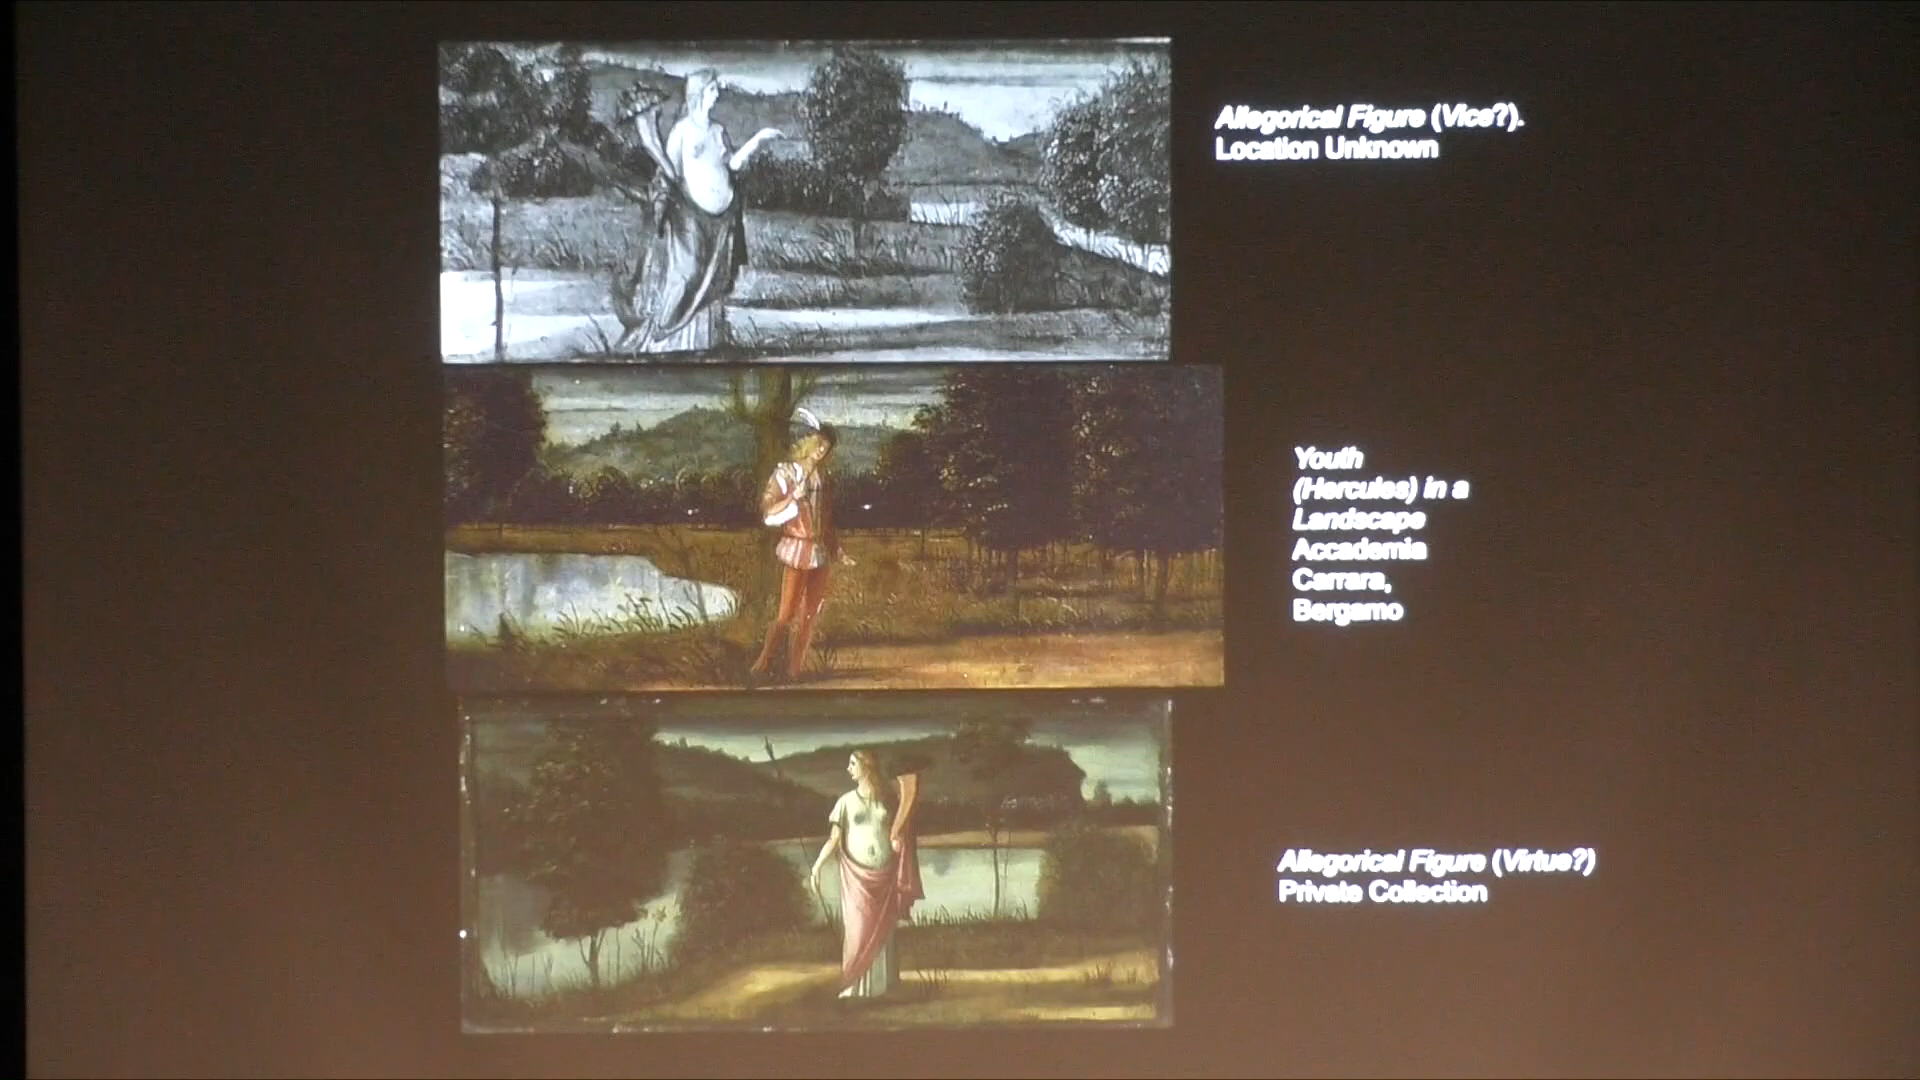 Allegorical Figure (Vice?).
Location Unknown
Youth
(Hercules) in a
Landscape
Accademia
Carrara,
Bergamo
Allegorical Figure (Virtue?)
Private Collection